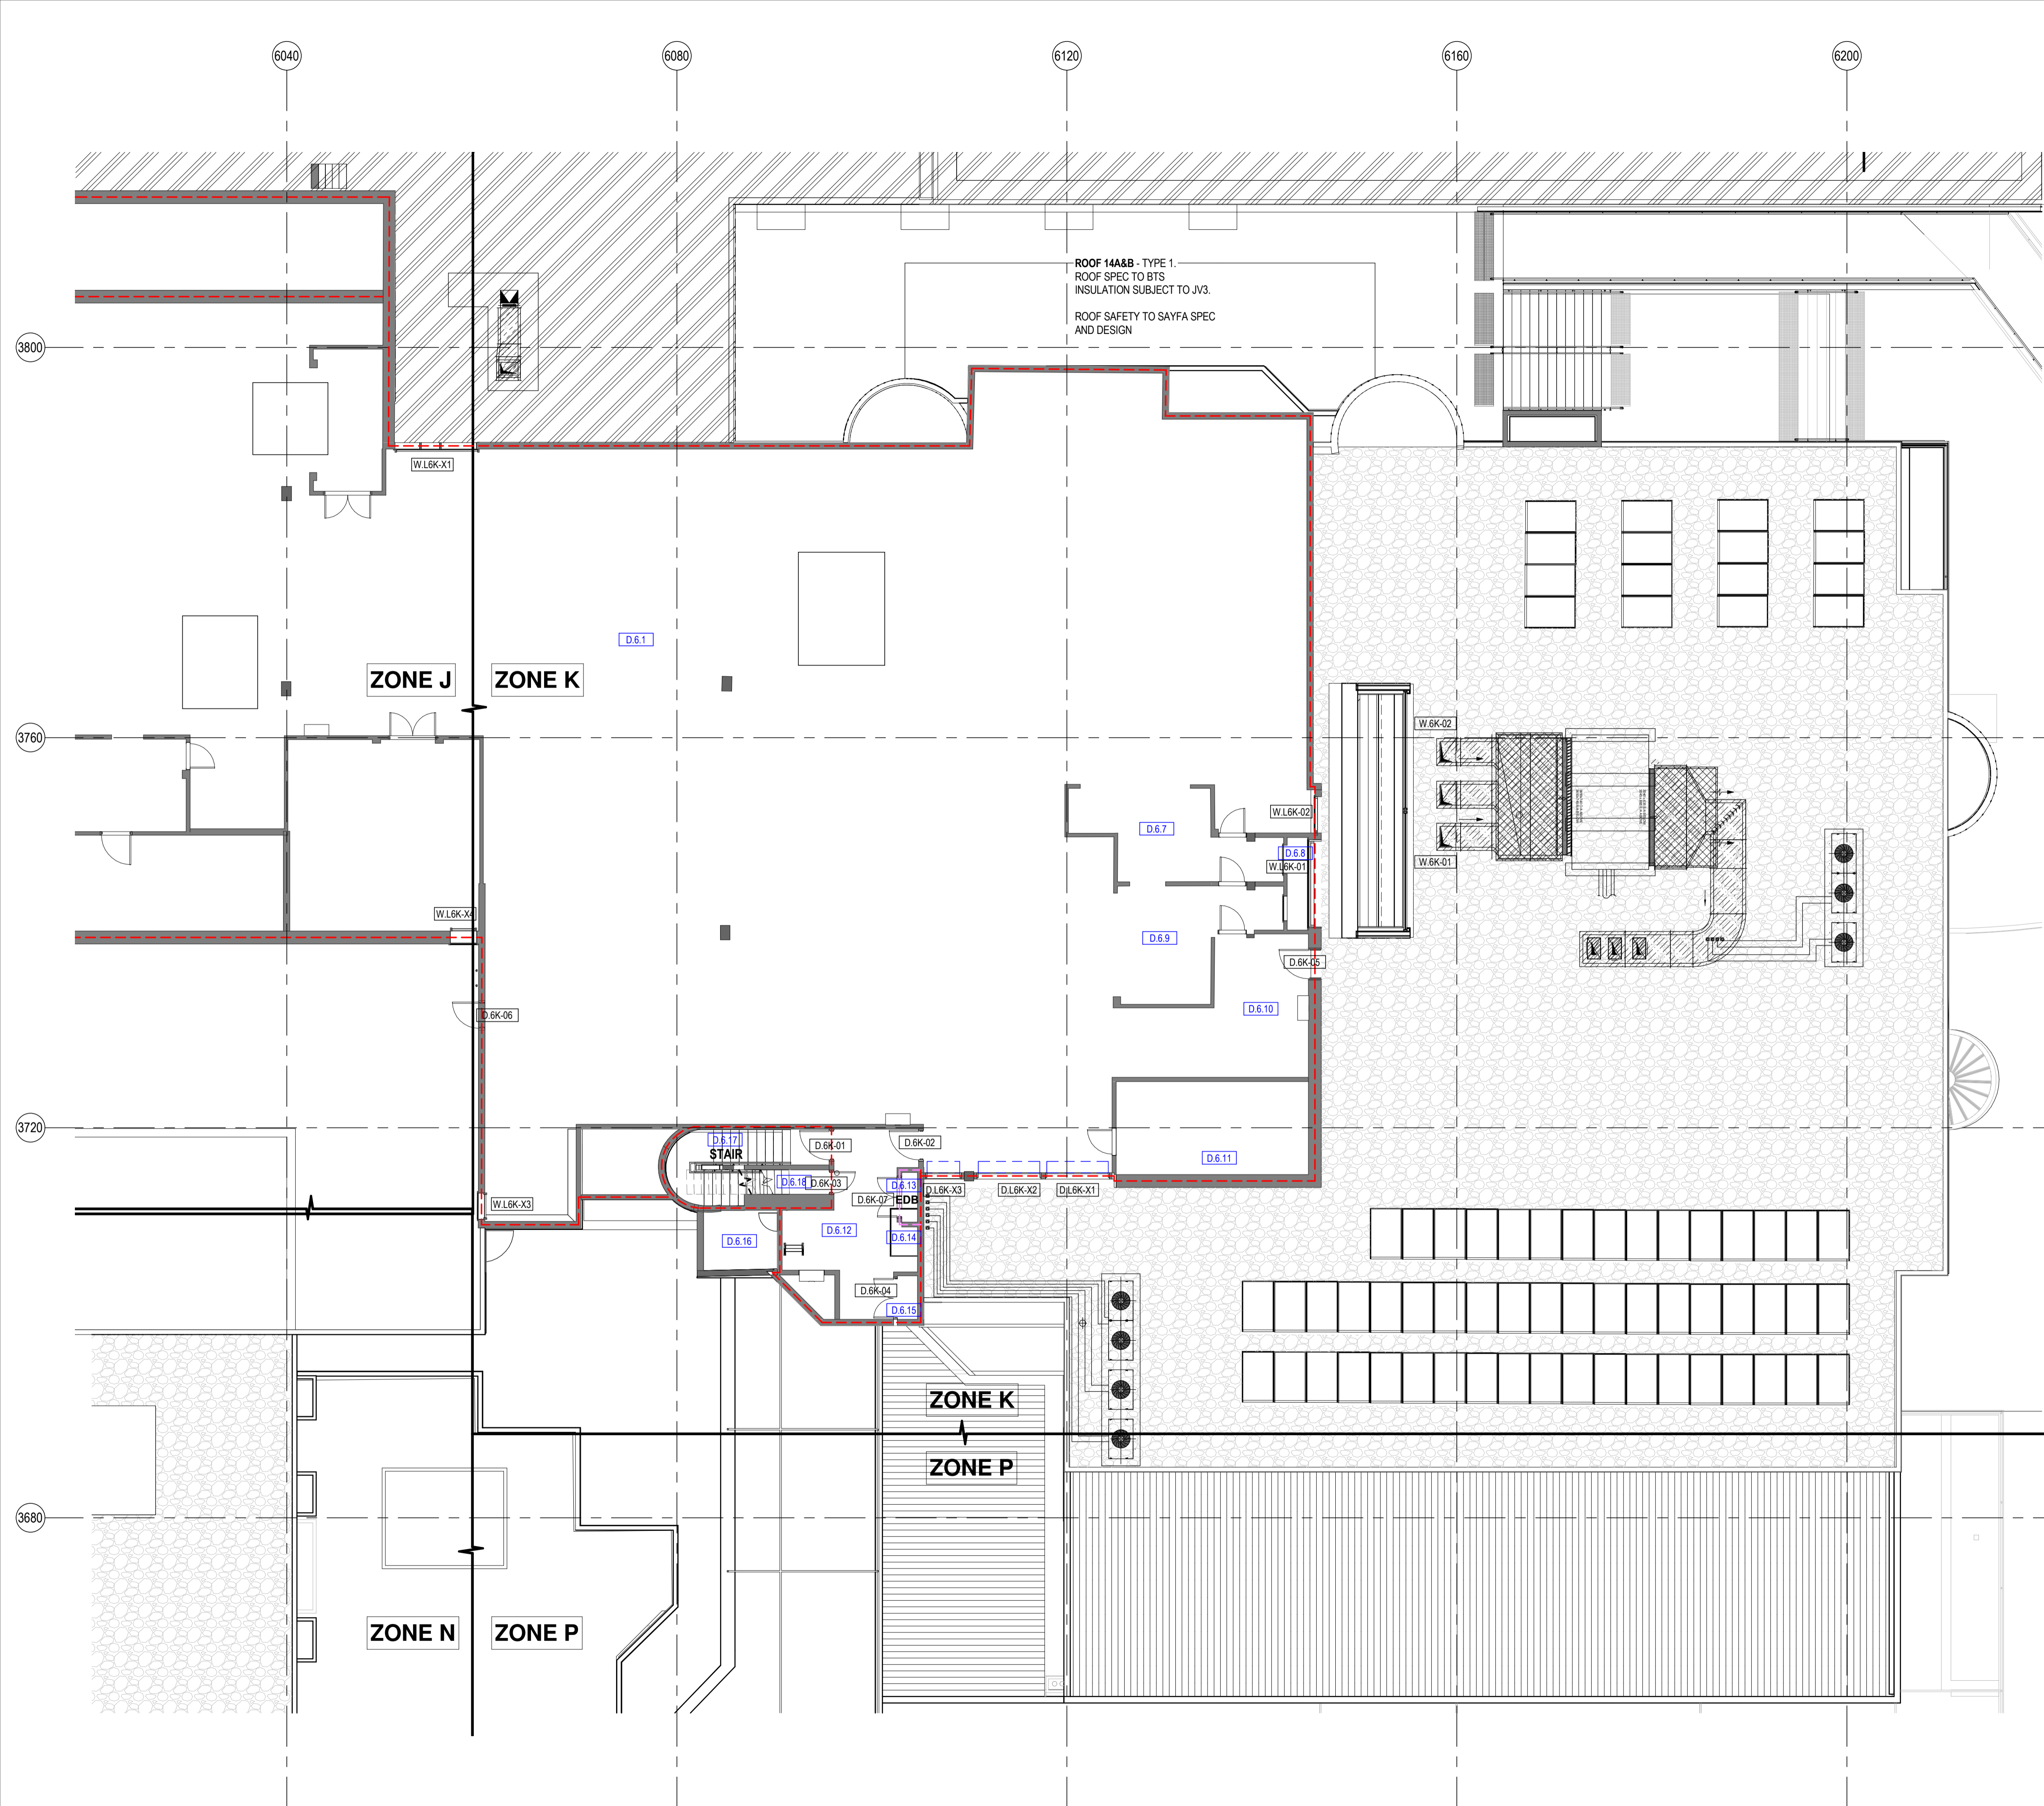 6040
6080
6120
6160
6200
ROOF 14A&B - TYPE 1.
ROOF SPEC TO BTS
INSULATION SUBJECT TO JV3.
ROOF SAFETY TO SAYFA SPEC
AND DESIGN
3800
W.L6K-X1
D.6.1
ZONE J
ZONE K
3760
W.6K-02
W.L6K-02
D.6.7
D.6.8
W.L6K-01
W.6K-01
W.L6K-X4
D.6.9
D.6K-05
D.6.10
D.6K-06
3720
D.6.17
STAIR
D.6K-01
D.6K-02
D.6.11
D.6.18
D.6K-03
D.6.13
D.L6K-X3
D.L6K-X2
D.L6K-X1
W.L6K-X3
D.6K-07
EDB
D.6.12
D.6.14
D.6.16
D.6K-04
D.6.15
ZONE K
ZONE P
3680
ZONE N
ZONE P